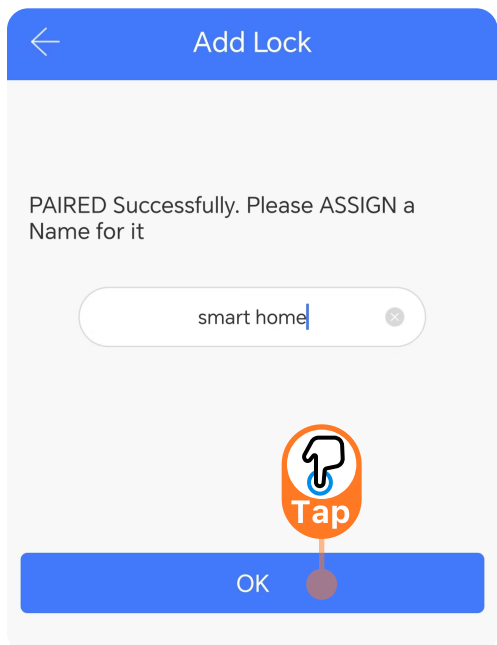 Add Lock
PAIRED Successfully. Please ASSIGN a
Name for it
smart home
Tap
OK